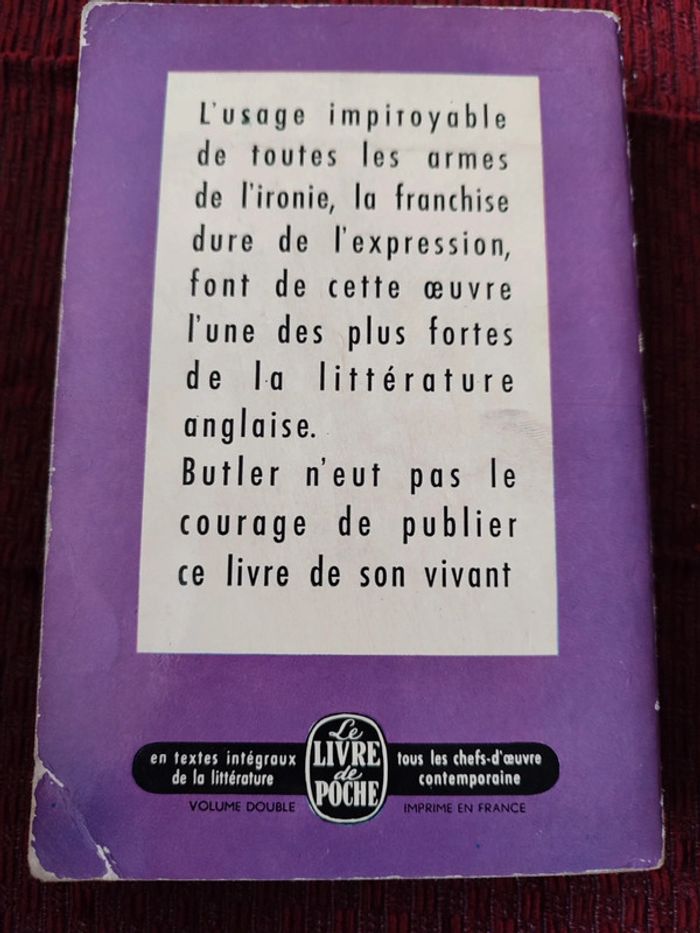 L'usage impitoyable
de toutes les armes
de l'ironie, la franchise
dure de l'expression,
font de cette œuvre
l'une des plus fortes
de la littérature
anglaise.
Butler n'eut pas le
courage de publier
ce livre de son vivant
en textes intégraux
de la littérature
Le
LIVRE
de
POCHE
tous les chefs-d'œuvre
contemporaine
VOLUME DOUBLE
IMPRIME EN FRANCE